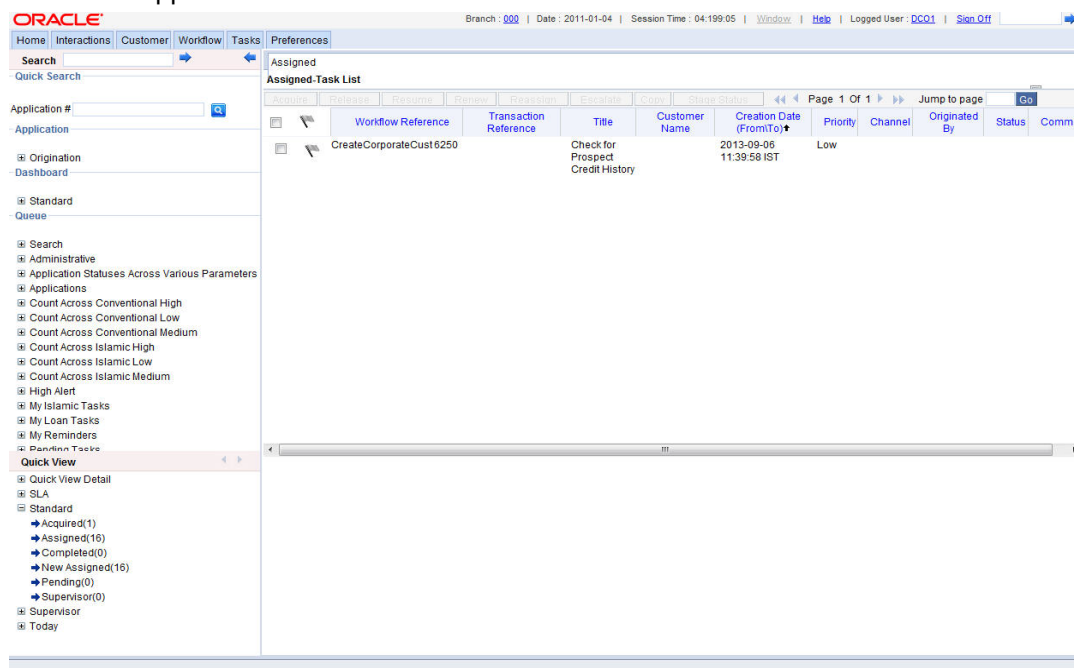 ORACLE
Branch : 000 | Date : 2011-01-04 | Session Time : 04:199:05 | Window | Help | Logged User : DCO1 | Sign Off
Home Interactions Customer Workflow Tasks Preferences
Search
Quick Search
Application #
Application
Origination
Dashboard
Standard
Queue
Search
Administrative
Application Statuses Across Various Parameters
Applications
Count Across Conventional High
Count Across Conventional Low
Count Across Conventional Medium
Count Across Islamic High
Count Across Islamic Low
Count Across Islamic Medium
High Alert
My Islamic Tasks
My Loan Tasks
My Reminders
Pending Tasks
Quick View
Quick View Detail
SLA
Standard
Acquired(1)
Assigned(16)
Completed(0)
New Assigned(16)
Pending(0)
Supervisor(0)
Supervisor
Today
Assigned
Assigned-Task List
Acquire Release Resume Renew Reassign Escalate Copy Stage Status Page 1 Of 1 Jump to page Go
Workflow Reference Transaction Reference Title Customer Name Creation Date (From\To) Priority Channel Originated By Status Comm
CreateCorporateCust6250 Check for Prospect Credit History 2013-09-06 11:39:58 IST Low